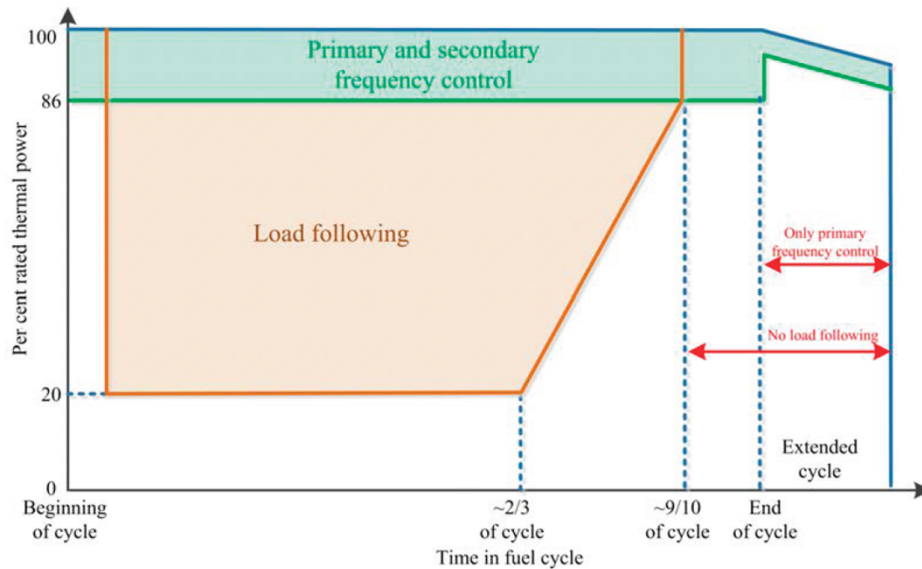 100
Primary and secondary
frequency control
86
Per cent rated thermal power
Load following
Only primary
frequency control
No load following
20
Extended
cycle
0
Beginning
of cycle
~2/3
of cycle
~9/10
of cycle
End
of cycle
Time in fuel cycle